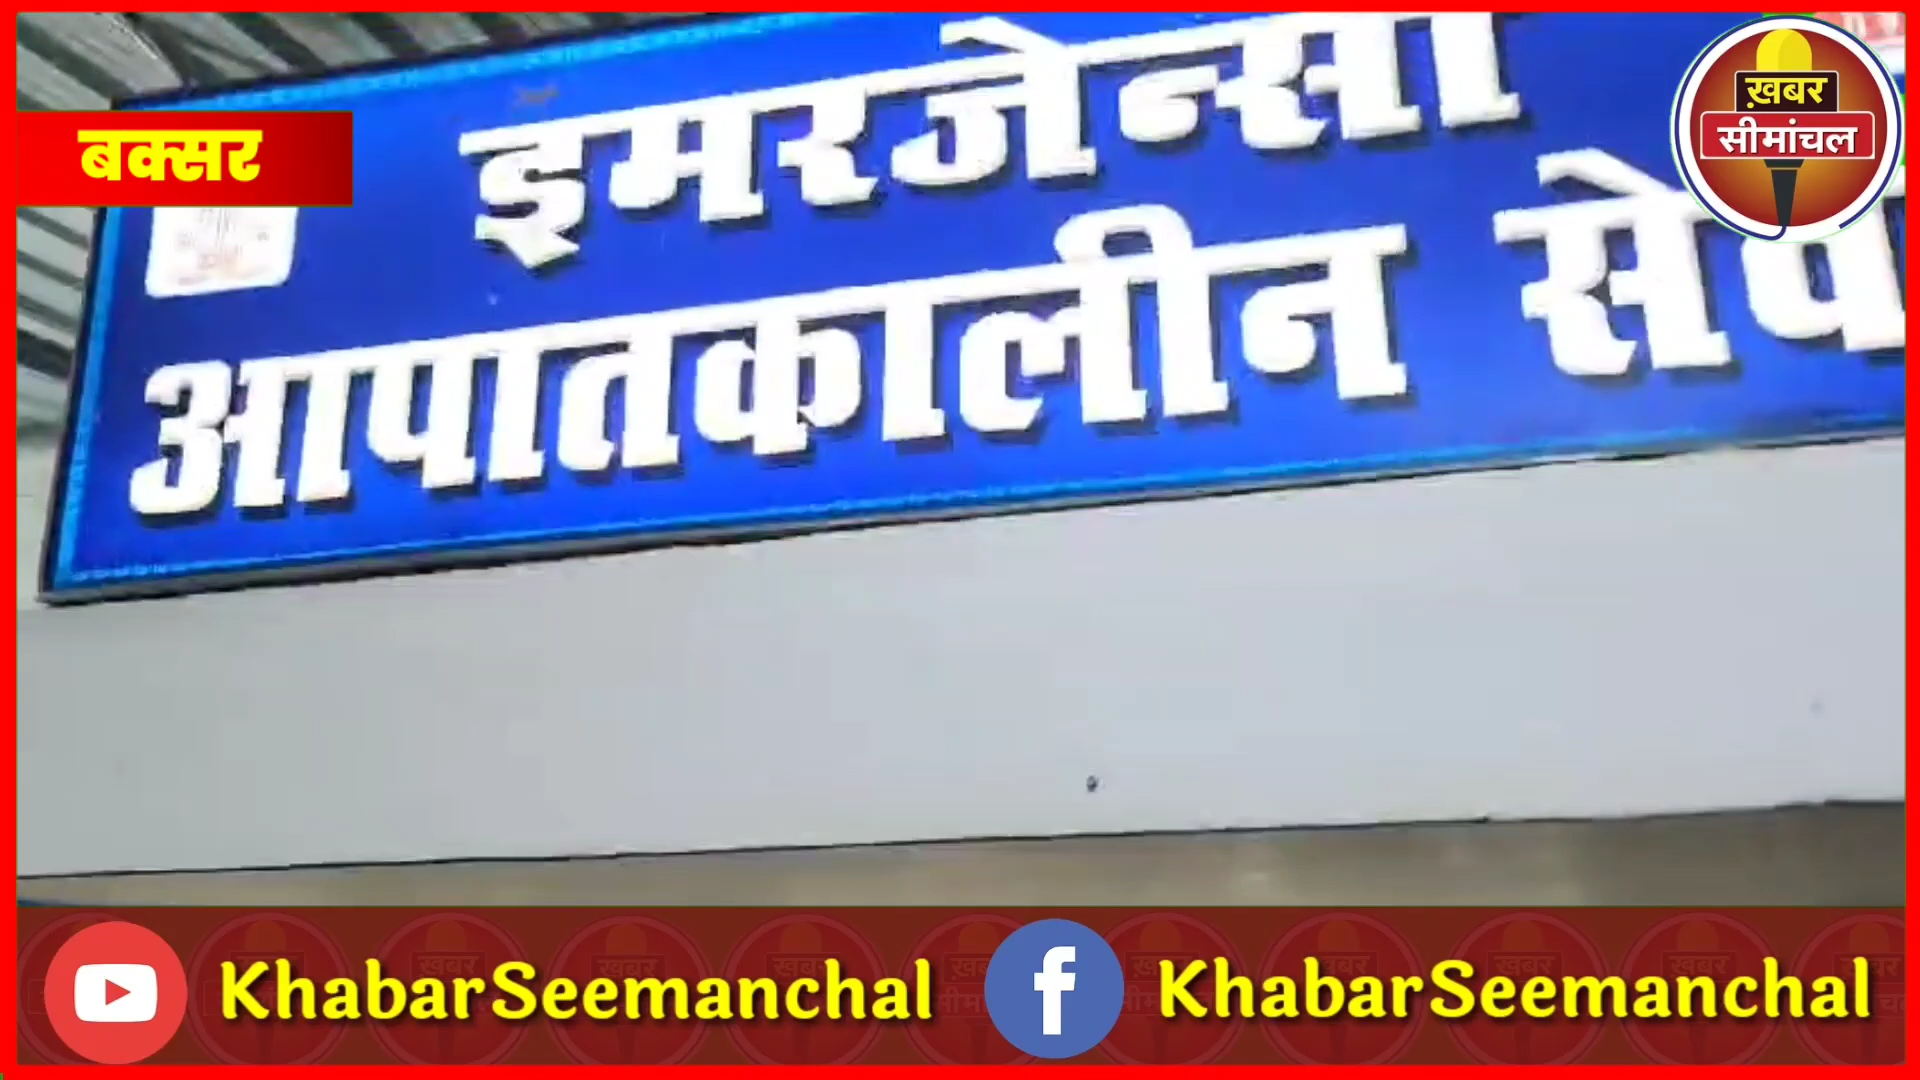 बक्सर
इमरजेन्सी
आपातकालीन सेवा
ख़बर
सीमांचल
KhabarSeemanchal
KhabarSeemanchal